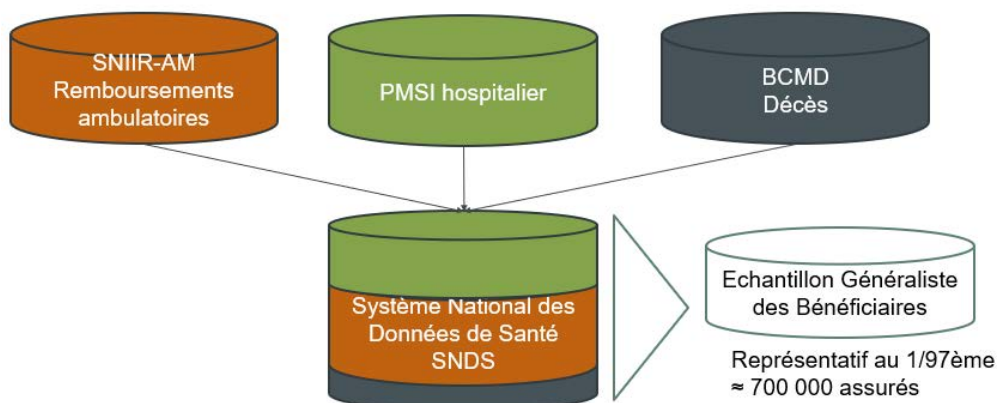 SNIIR-AM
Remboursements
ambulatoires
PMSI hospitalier
BCMD
Décès
Système National des
Données de Santé
SNDS
Echantillon Généraliste
des Bénéficiaires
Représentatif au 1/97ème
≈ 700 000 assurés